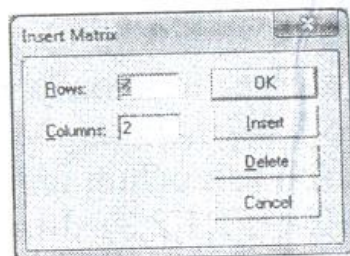 Insert Matrix
Rows:
OK
Columns: 2
Insert
Delete
Cancel